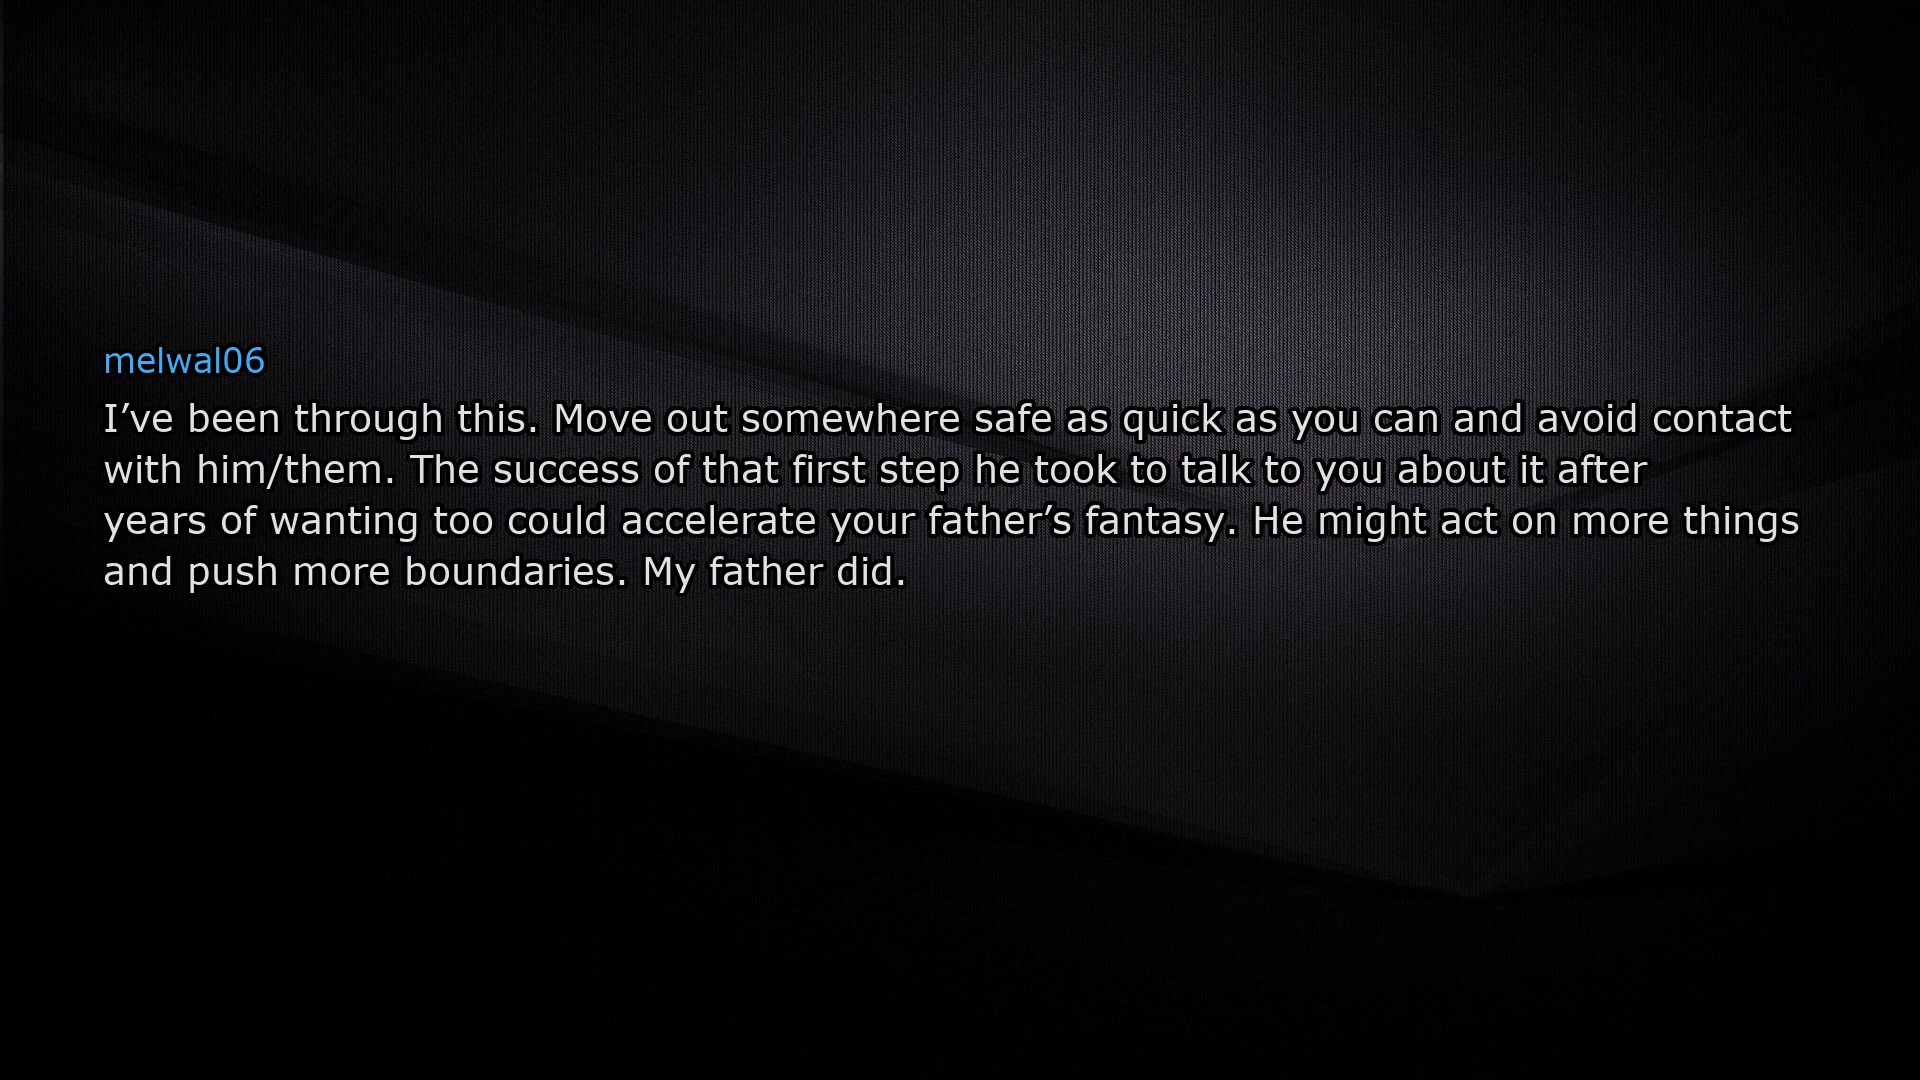 melwal06
I’ve been through this. Move out somewhere safe as quick as you can and avoid contact
with him/them. The success of that first step he took to talk to you about it after
years of wanting too could accelerate your father’s fantasy. He might act on more things
and push more boundaries. My father did.